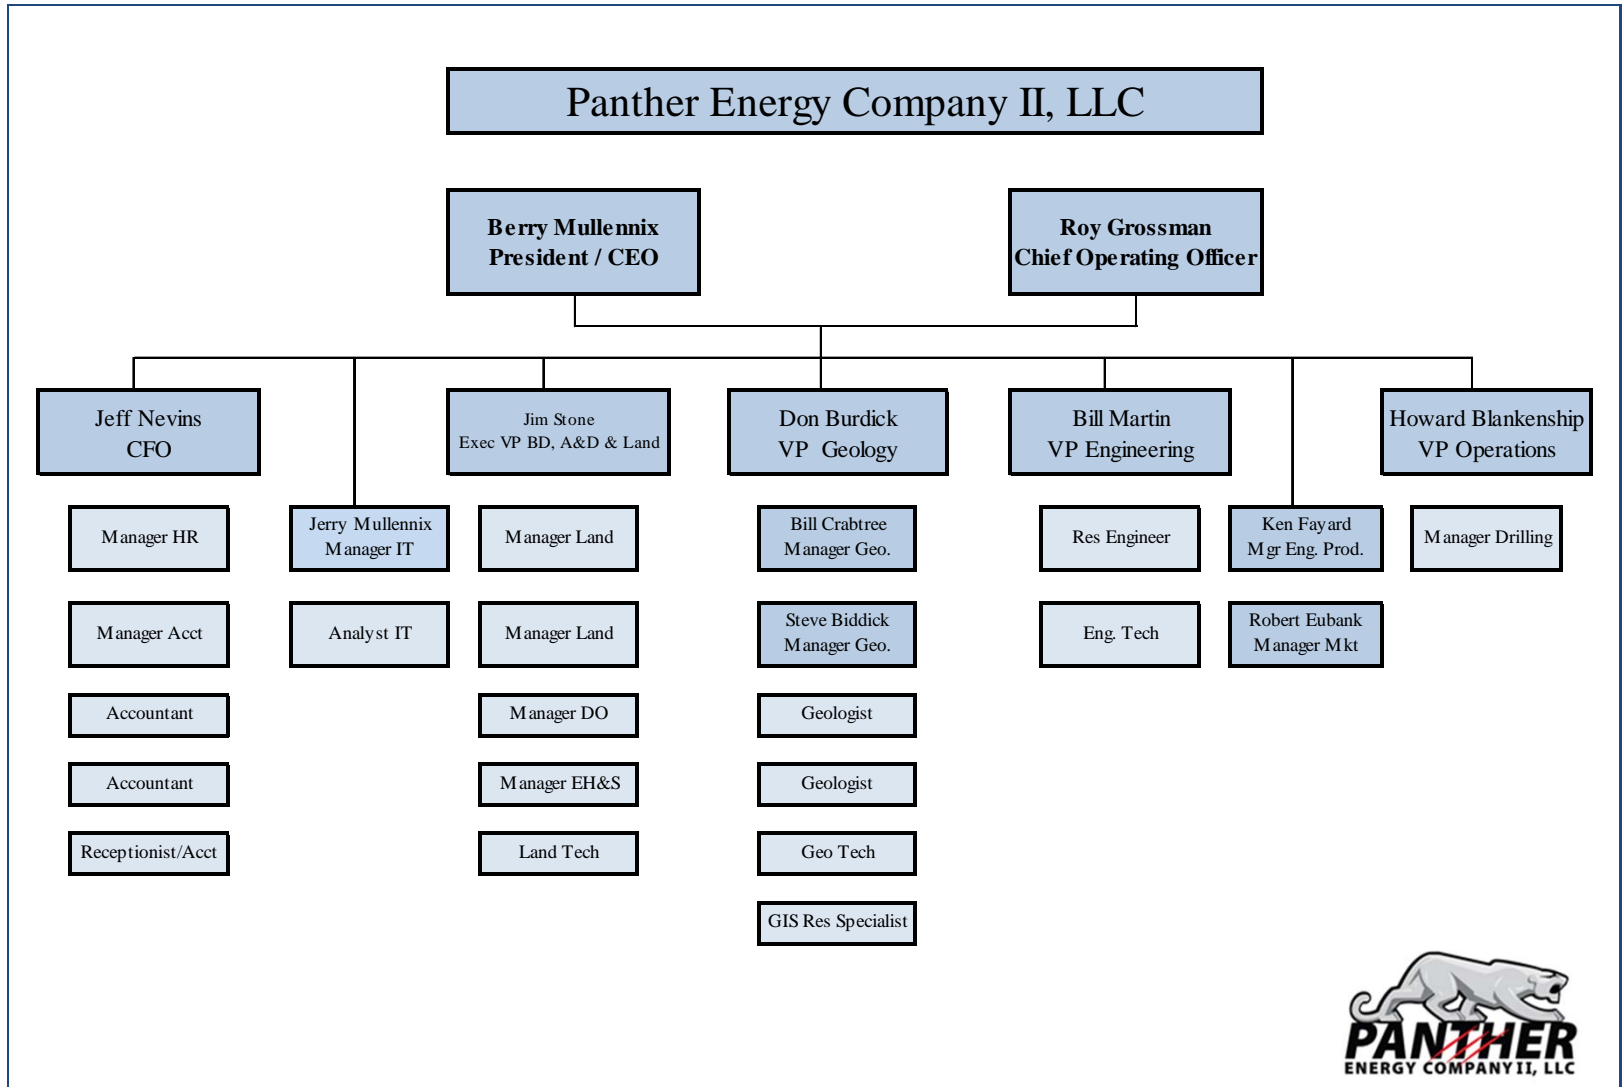 Panther Energy Company II, LLC
Berry Mullennix
President / CEO
Roy Grossman
Chief Operating Officer
Jeff Nevins
CFO
Jim Stone
Exec VP BD, A&D & Land
Don Burdick
VP Geology
Bill Martin
VP Engineering
Howard Blankenship
VP Operations
Manager HR
Jerry Mullennix
Manager IT
Manager Land
Bill Crabtree
Manager Geo.
Res Engineer
Ken Fayard
Mgr Eng. Prod.
Manager Drilling
Manager Acct
Analyst IT
Manager Land
Steve Biddick
Manager Geo.
Eng. Tech
Robert Eubank
Manager Mkt
Accountant
Manager DO
Geologist
Accountant
Manager EH&S
Geologist
Receptionist/Acct
Land Tech
Geo Tech
GIS Res Specialist
PANTHER
ENERGY COMPANY II, LLC